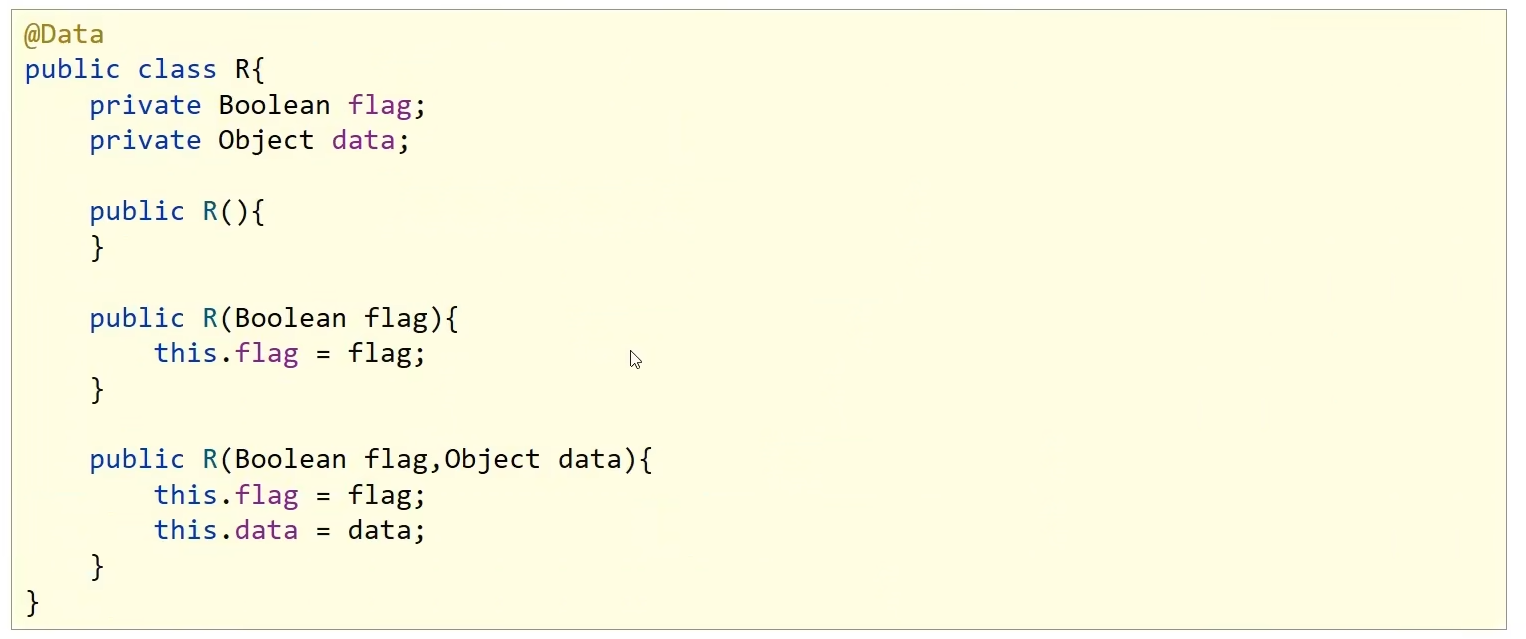 @Data
public class R{
    private Boolean flag;
    private Object data;

    public R(){
    }

    public R(Boolean flag){
        this.flag = flag;
    }

    public R(Boolean flag,Object data){
        this.flag = flag;
        this.data = data;
    }
}